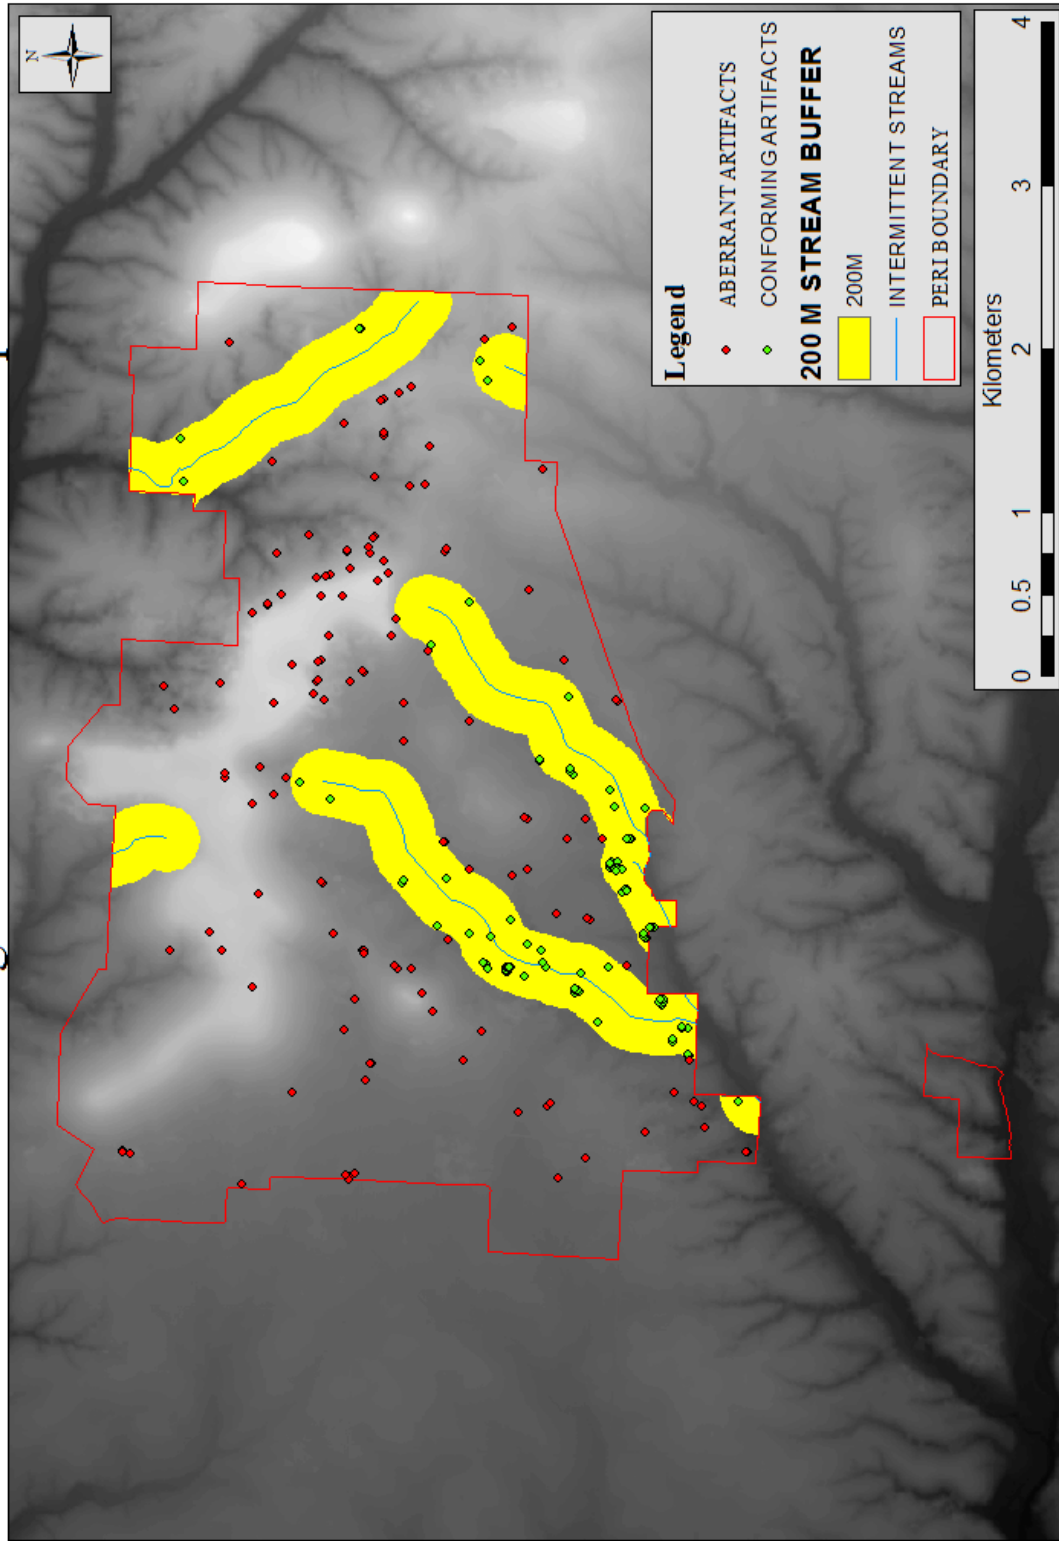 N
Legend
ABERRANT ARTIFACTS
CONFORMING ARTIFACTS
200 M STREAM BUFFER
200M
INTERMITTENT STREAMS
PERI BOUNDARY
Kilometers
0 0.5 1 2 3 4